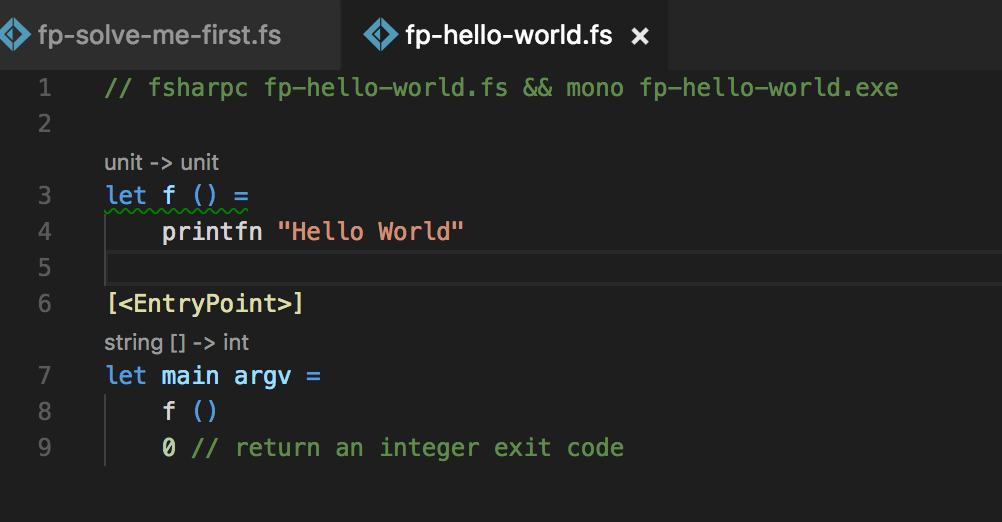 fp-solve-me-first.fs fp-hello-world.fs ×
1 // fsharpc fp-hello-world.fs && mono fp-hello-world.exe
2
unit -> unit
3 let f () =
4     printfn "Hello World"
5
6 [<EntryPoint>]
string [] -> int
7 let main argv =
8     f ()
9     0 // return an integer exit code